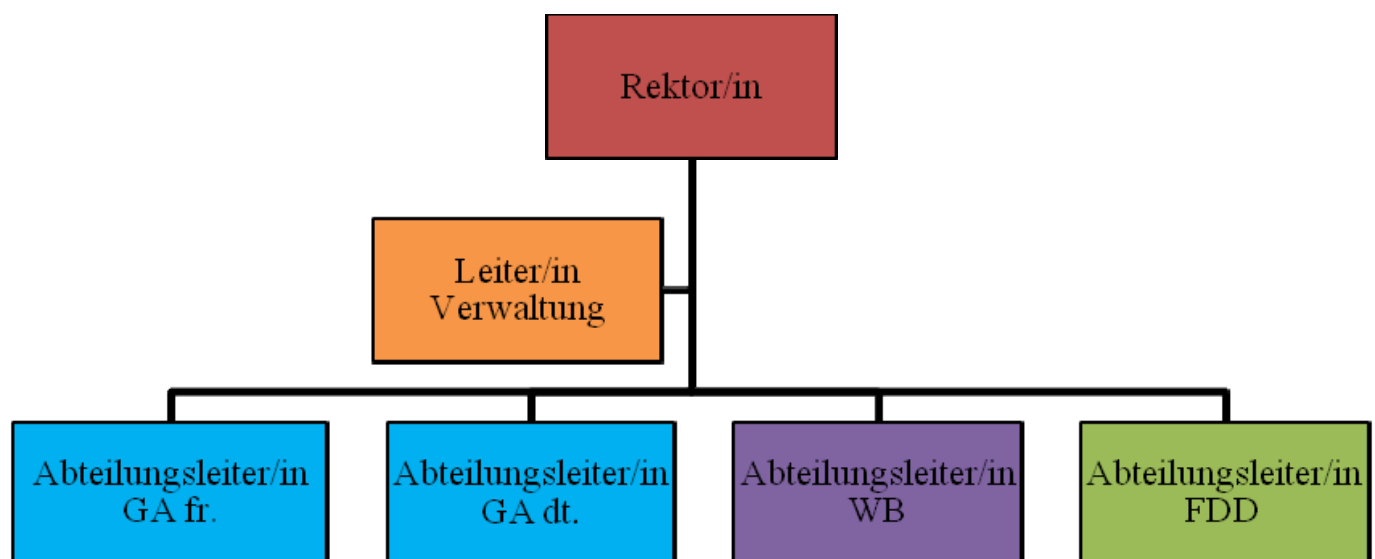 Rektor/in
Leiter/in
Verwaltung
Abteilungsleiter/in
GA fr.
Abteilungsleiter/in
GA dt.
Abteilungsleiter/in
WB
Abteilungsleiter/in
FDD